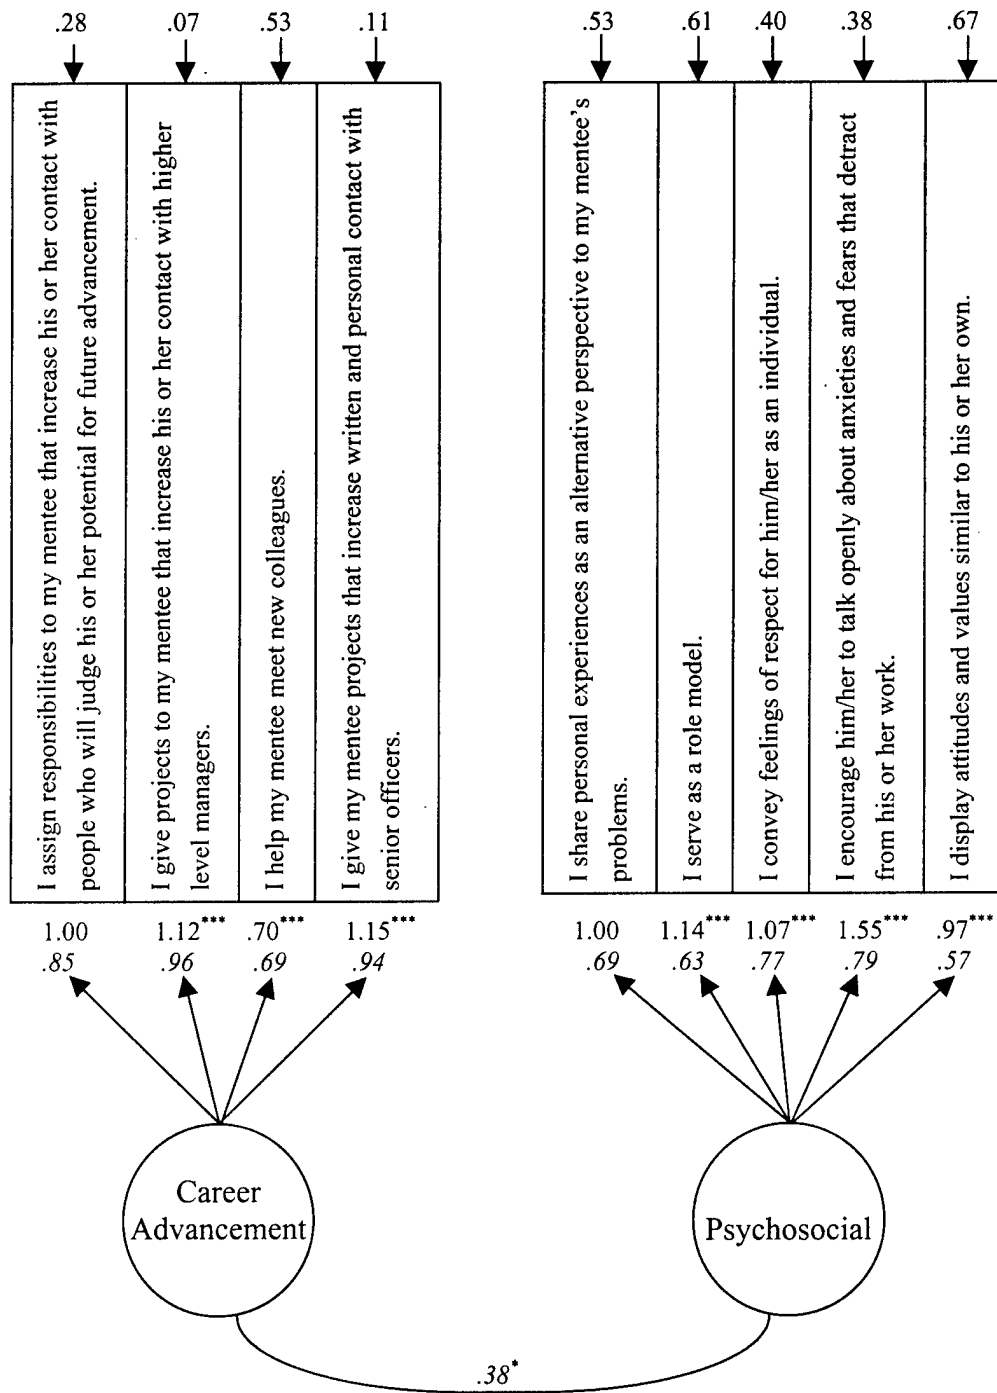 .28 .07 .53 .11 .53 .61 .40 .38 .67
I assign responsibilities to my mentee that increase his or her contact with
people who will judge his or her potential for future advancement.
I give projects to my mentee that increase his or her contact with higher
level managers.
I help my mentee meet new colleagues.
I give my mentee projects that increase written and personal contact with
senior officers.
I share personal experiences as an alternative perspective to my mentee's
problems.
I serve as a role model.
I convey feelings of respect for him/her as an individual.
I encourage him/her to talk openly about anxieties and fears that detract
from his or her work.
I display attitudes and values similar to his or her own.
1.00 1.12*** .70*** 1.15*** 1.00 1.14*** 1.07*** 1.55*** .97***
.85 .96 .69 .94 .69 .63 .77 .79 .57
Career
Advancement
Psychosocial
.38*